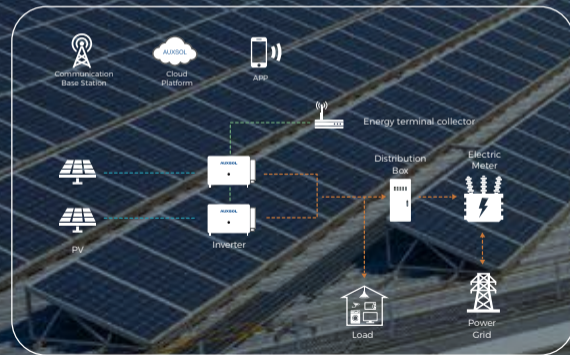 Communication
Base Station
AUXSOL
Cloud
Platform
APP
Energy terminal collector
AUXSOL
Distribution
Box
Electric
Meter
AUXSOL
PV
Inverter
Load
Power
Grid